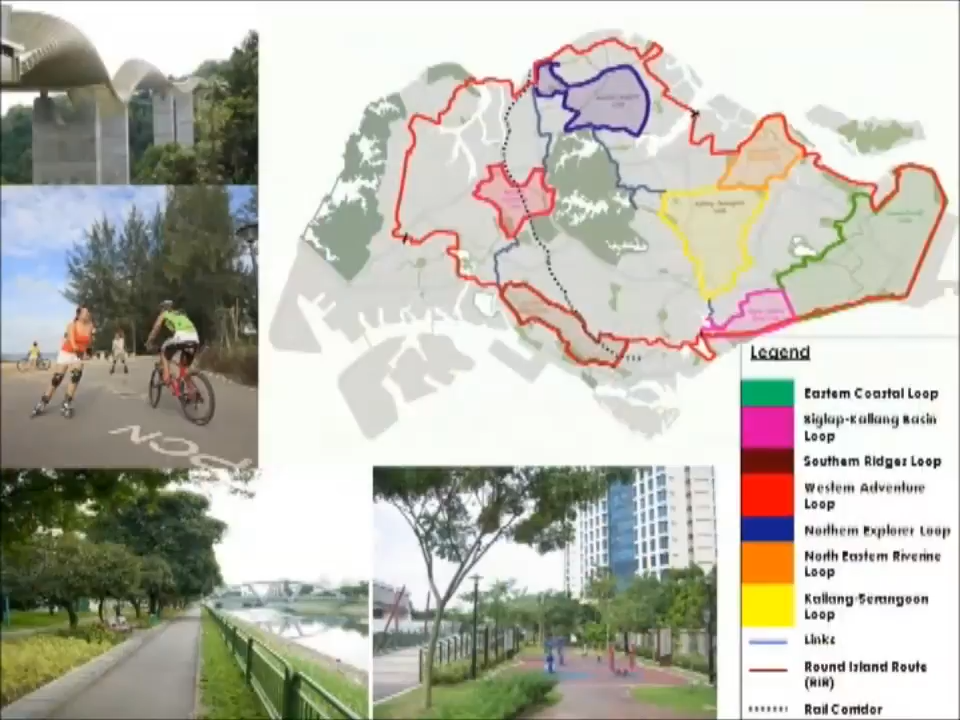 PCN
Legend
Eastern Coastal Loop
Siglap-Kallang Basin
Loop
Southern Ridges Loop
Western Adventure
Loop
Northern Explorer Loop
North Eastern Riverine
Loop
Kallang-Serangoon
Loop
Links
Round Island Route
(RIR)
Rail Corridor